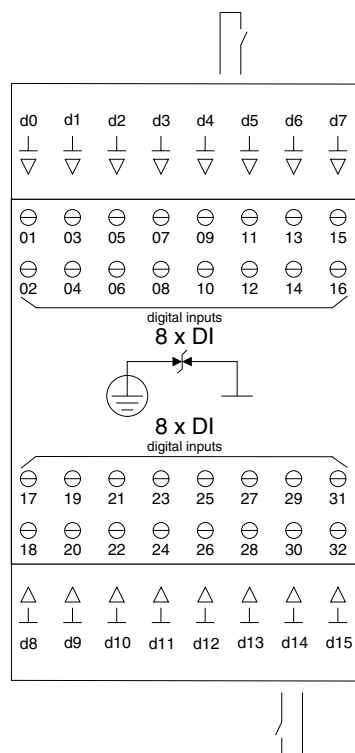 d0 d1 d2 d3 d4 d5 d6 d7
01 03 05 07 09 11 13 15
02 04 06 08 10 12 14 16
digital inputs
8 x DI
8 x DI
digital inputs
17 19 21 23 25 27 29 31
18 20 22 24 26 28 30 32
d8 d9 d10 d11 d12 d13 d14 d15